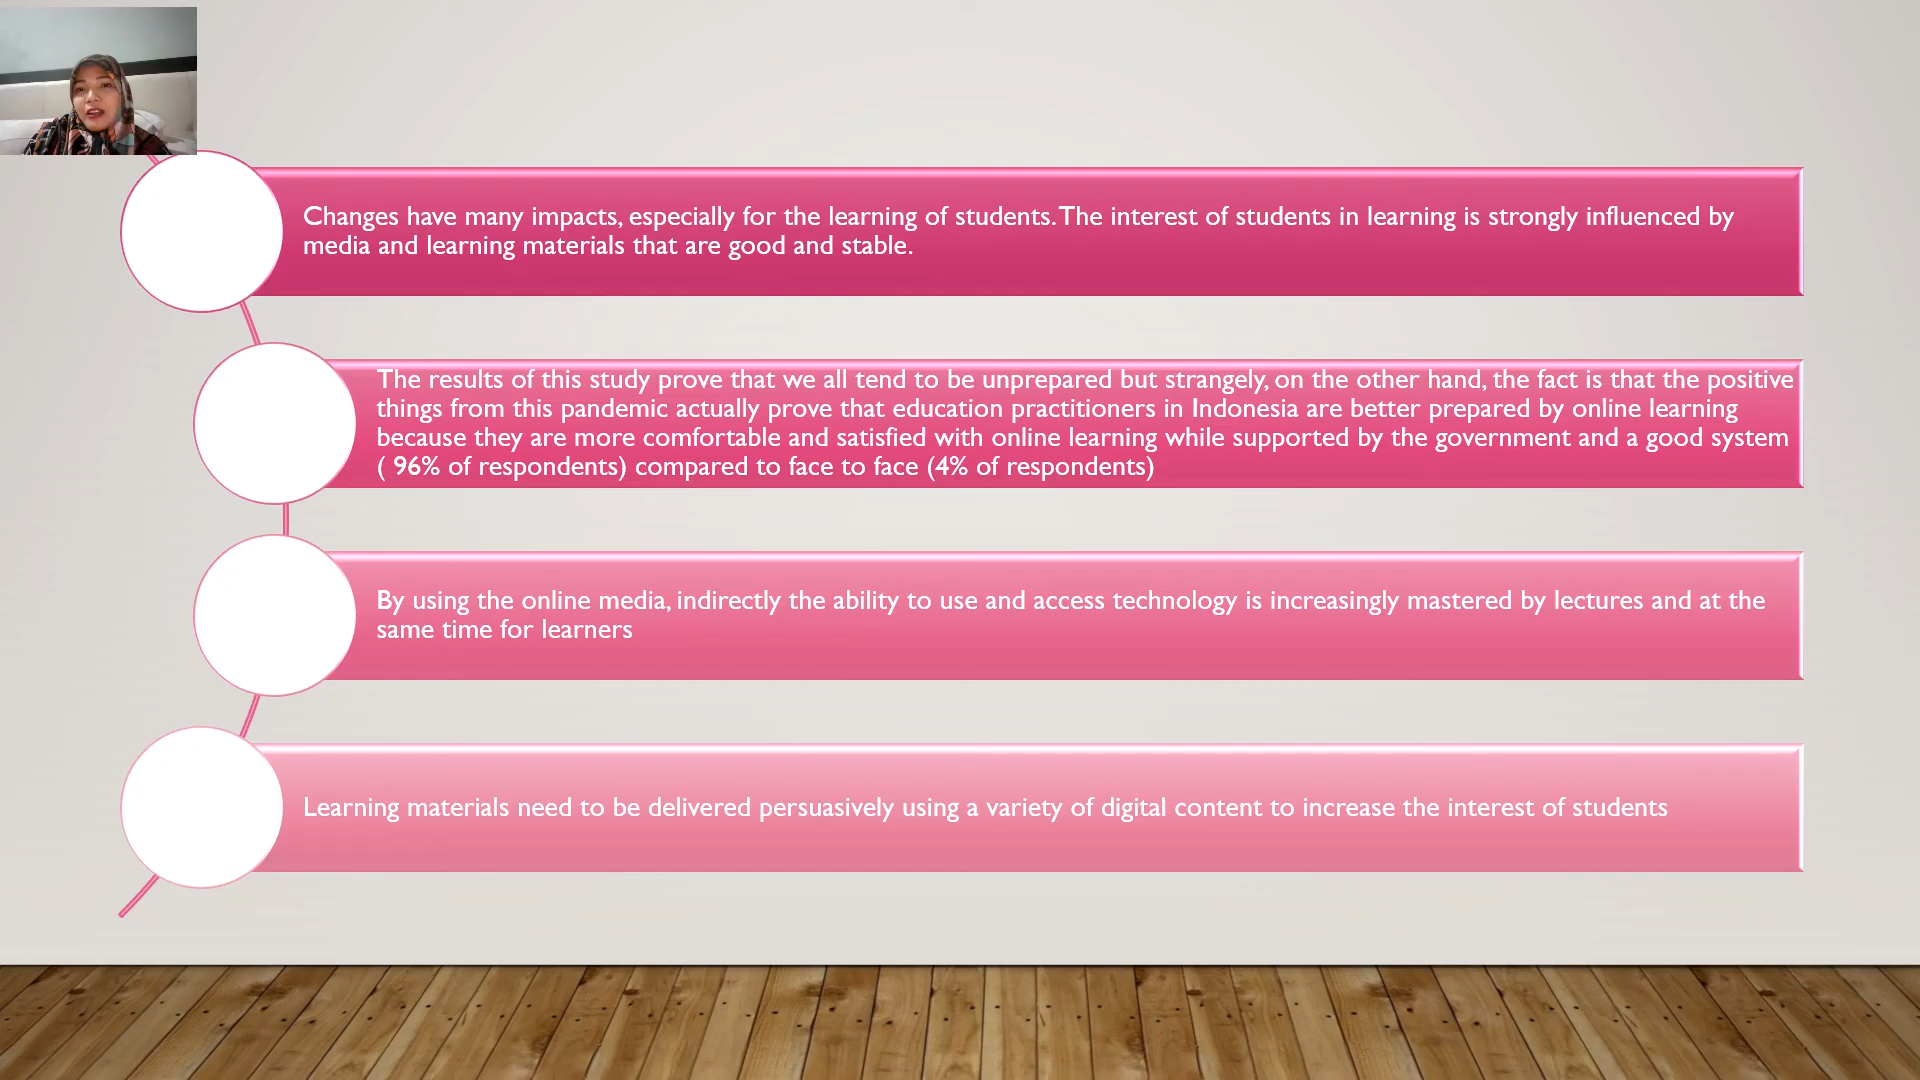 Changes have many impacts, especially for the learning of students. The interest of students in learning is strongly influenced by
media and learning materials that are good and stable.
The results of this study prove that we all tend to be unprepared but strangely, on the other hand, the fact is that the positive
things from this pandemic actually prove that education practitioners in Indonesia are better prepared by online learning
because they are more comfortable and satisfied with online learning while supported by the government and a good system
( 96% of respondents) compared to face to face (4% of respondents)
By using the online media, indirectly the ability to use and access technology is increasingly mastered by lectures and at the
same time for learners
Learning materials need to be delivered persuasively using a variety of digital content to increase the interest of students